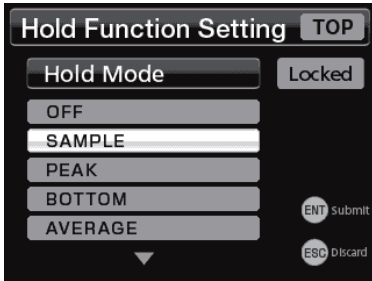 Hold Function Setting TOP
Hold Mode Locked
OFF
SAMPLE
PEAK
BOTTOM
AVERAGE
ENT Submit
ESC Discard